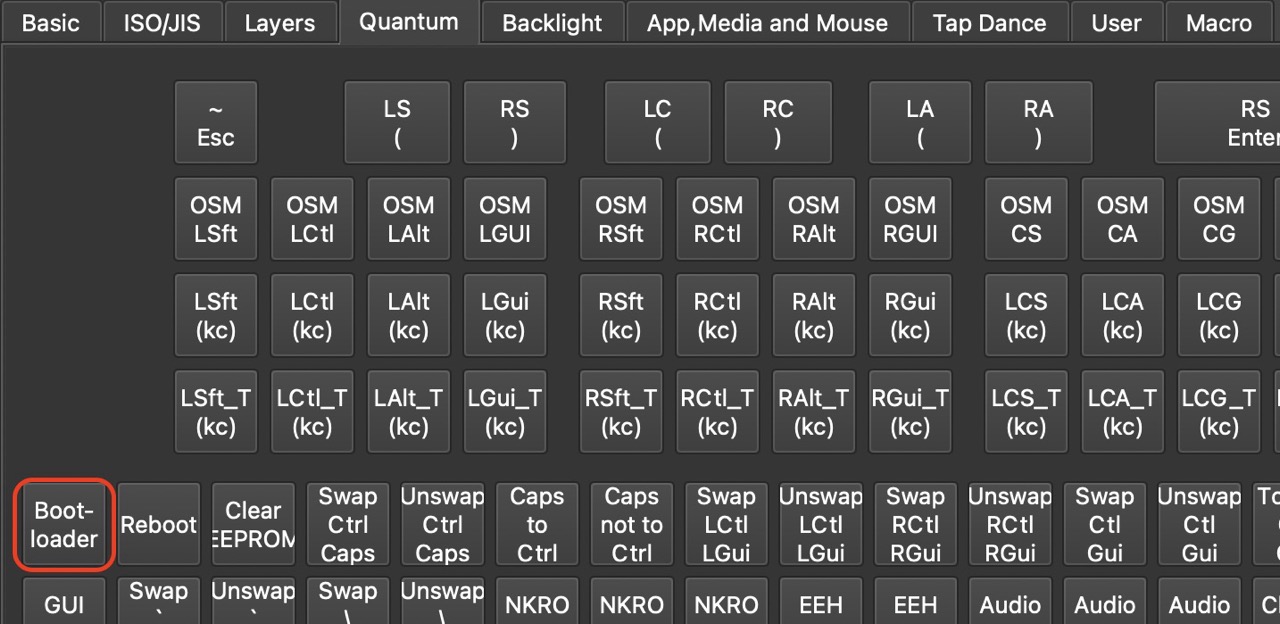 Basic ISO/JIS Layers Quantum Backlight App,Media and Mouse Tap Dance User Macro
~ LS RS LC RC LA RA RS
Esc ( ) ( ) ( ) Enter
OSM OSM OSM OSM OSM OSM OSM OSM OSM OSM OSM
LSft LCtl LAlt LGUI RSft RCtl RAlt RGUI CS CA CG
LSft LCtl LAlt LGui RSft RCtl RAlt RGui LCS LCA LCG
(kc) (kc) (kc) (kc) (kc) (kc) (kc) (kc) (kc) (kc) (kc)
LSft_T LCtl_T LAlt_T LGui_T RSft_T RCtl_T RAlt_T RGui_T LCS_T LCA_T LCG_T
(kc) (kc) (kc) (kc) (kc) (kc) (kc) (kc) (kc) (kc) (kc)
Boot-
loader
Reboot
Clear
EEPROM
Swap
Ctrl
Caps
Unswap
Ctrl
Caps
Caps
to
Ctrl
Caps
not to
Ctrl
Swap
LCtl
LGui
Unswap
LCtl
LGui
Swap
RCtl
RGui
Unswap
RCtl
RGui
Swap
Ctl
Gui
Unswap
Ctl
Gui
GUI
Swap
`
Unswap
`
Swap
\
Unswap
\
NKRO NKRO NKRO EEH EEH Audio Audio Audio